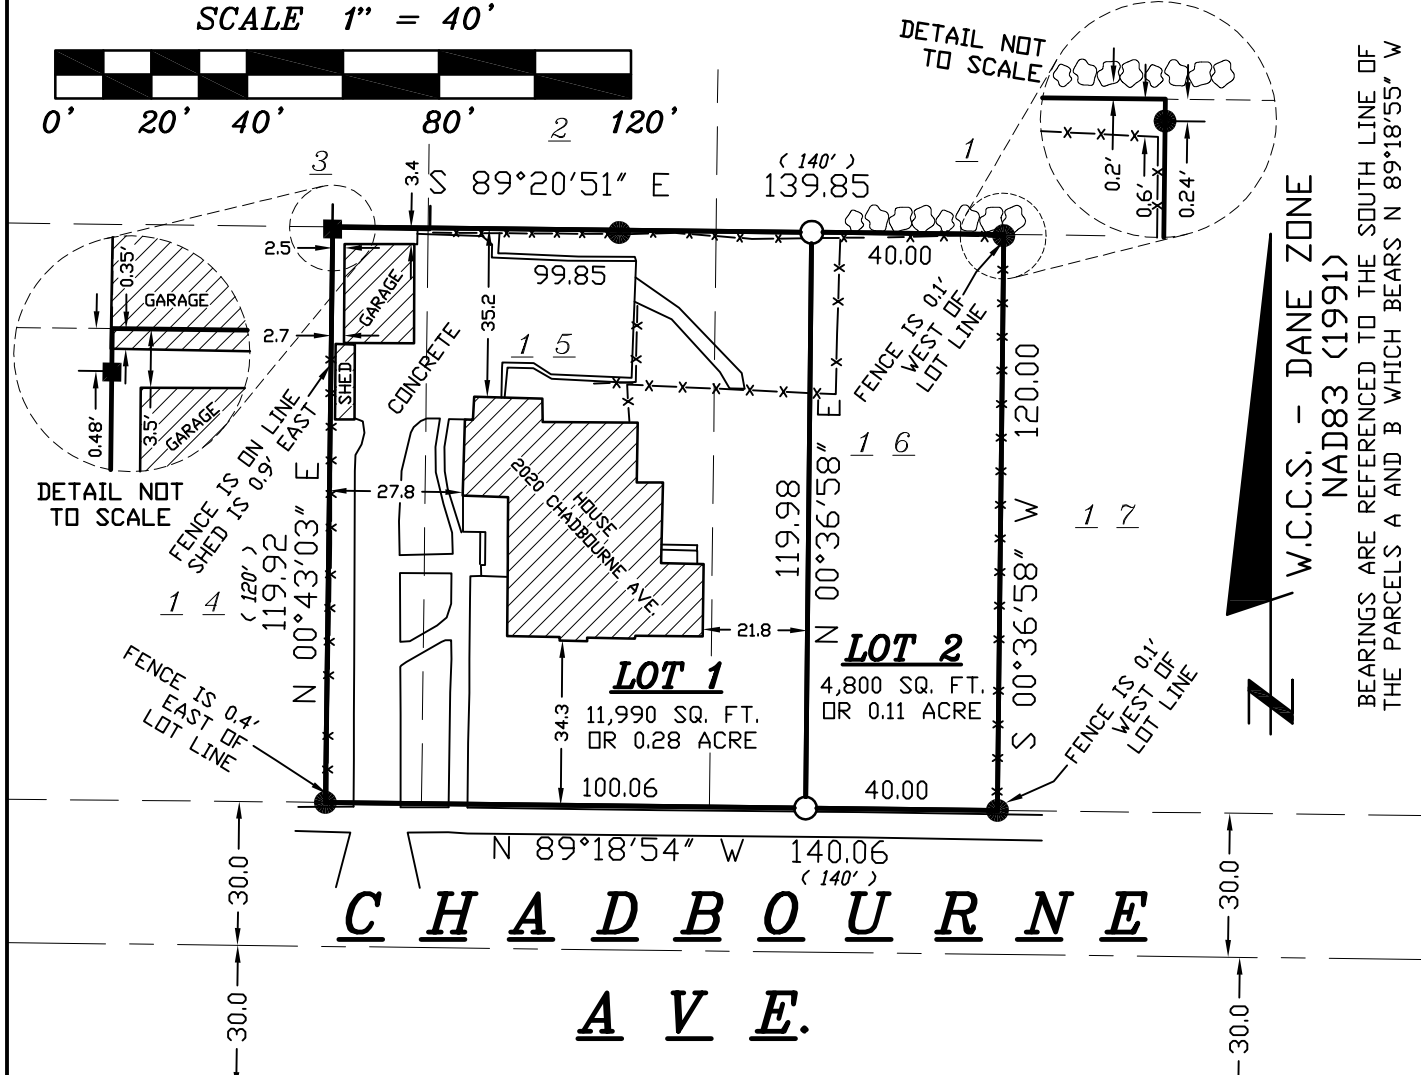 SCALE 1" = 40'
0' 20' 40' 80' 120'
DETAIL NOT
TO SCALE
0.2'
0.6'
0.24'
2
3
1
3.4
S 89°20'51" E
( 140' )
139.85
99.85
40.00
2.5
2.7
GARAGE
SHED
CONCRETE
35.2
1 5
FENCE IS 0.1'
WEST OF
LOT LINE
0.35'
GARAGE
0.48'
3.5'
GARAGE
DETAIL NOT
TO SCALE
FENCE IS ON LINE
SHED IS 0.9' EAST
27.8
HOUSE
2020 CHADBOURNE AVE.
1 4
( 120' )
119.92
N 00°43'03" E
119.98
N 00°36'58" E
1 6
120.00
S 00°36'58" W
1 7
21.8
34.3
LOT 1
11,990 SQ. FT.
OR 0.28 ACRE
LOT 2
4,800 SQ. FT.
OR 0.11 ACRE
FENCE IS 0.4'
EAST OF
LOT LINE
FENCE IS 0.1'
WEST OF
LOT LINE
100.06
40.00
N 89°18'54" W
140.06
( 140' )
30.0
30.0
CHADBOURNE
AVE.
30.0
30.0
N
W.C.C.S. - DANE ZONE
NAD83 (1991)
BEARINGS ARE REFERENCED TO THE SOUTH LINE OF
THE PARCELS A AND B WHICH BEARS N 89°18'55" W